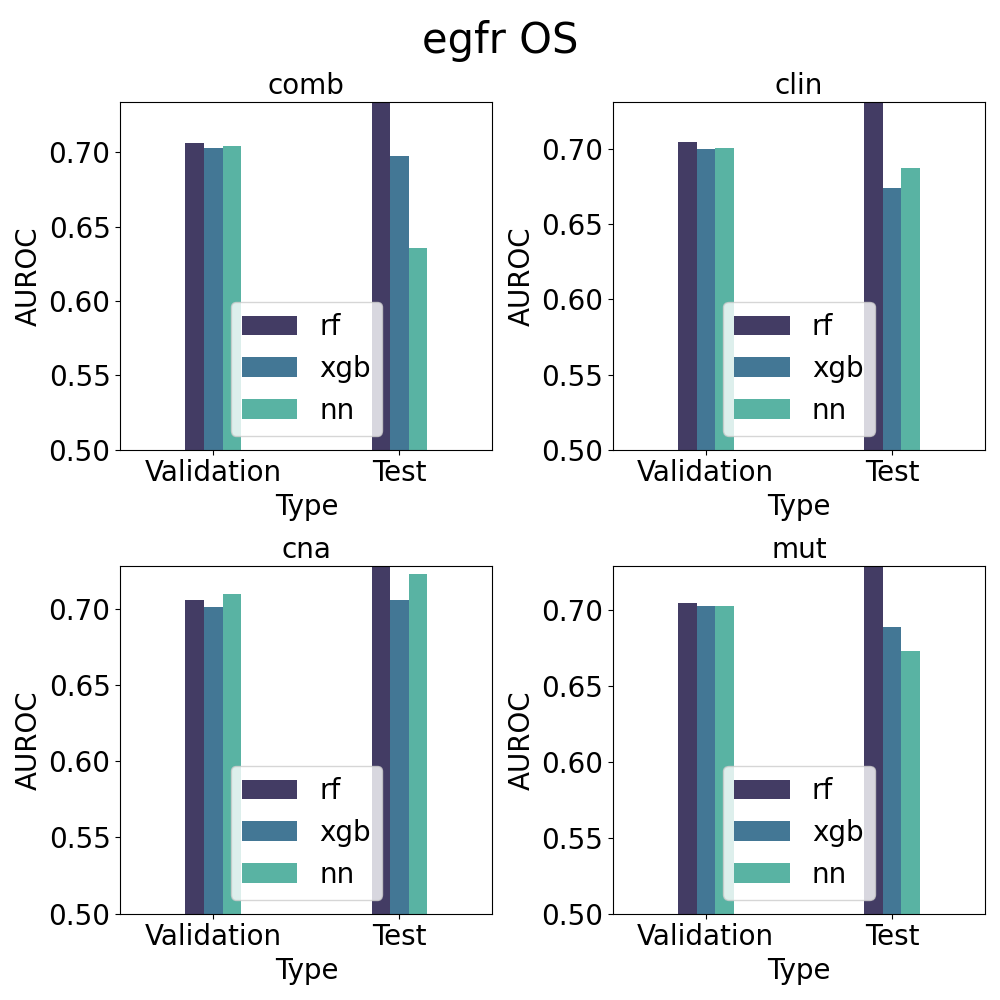 egfr OS
comb
AUROC
0.70
0.65
0.60
0.55
0.50
rf
xgb
nn
Validation
Test
Type
clin
AUROC
0.70
0.65
0.60
0.55
0.50
rf
xgb
nn
Validation
Test
Type
cna
AUROC
0.70
0.65
0.60
0.55
0.50
rf
xgb
nn
Validation
Test
Type
mut
AUROC
0.70
0.65
0.60
0.55
0.50
rf
xgb
nn
Validation
Test
Type